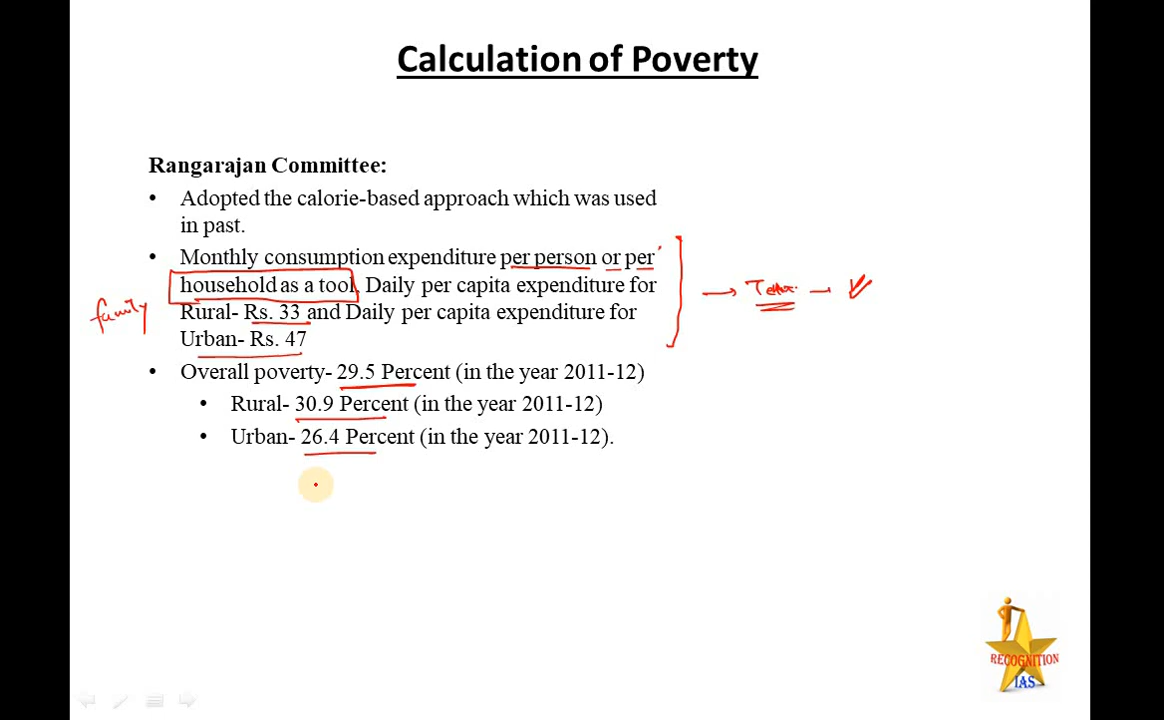 Calculation of Poverty
Rangarajan Committee:
• Adopted the calorie-based approach which was used
in past.
• Monthly consumption expenditure per person or per
household as a tool. Daily per capita expenditure for
family
Rural- Rs. 33 and Daily per capita expenditure for
Urban- Rs. 47
• Overall poverty- 29.5 Percent (in the year 2011-12)
• Rural- 30.9 Percent (in the year 2011-12)
• Urban- 26.4 Percent (in the year 2011-12).
RECOGNITION
IAS